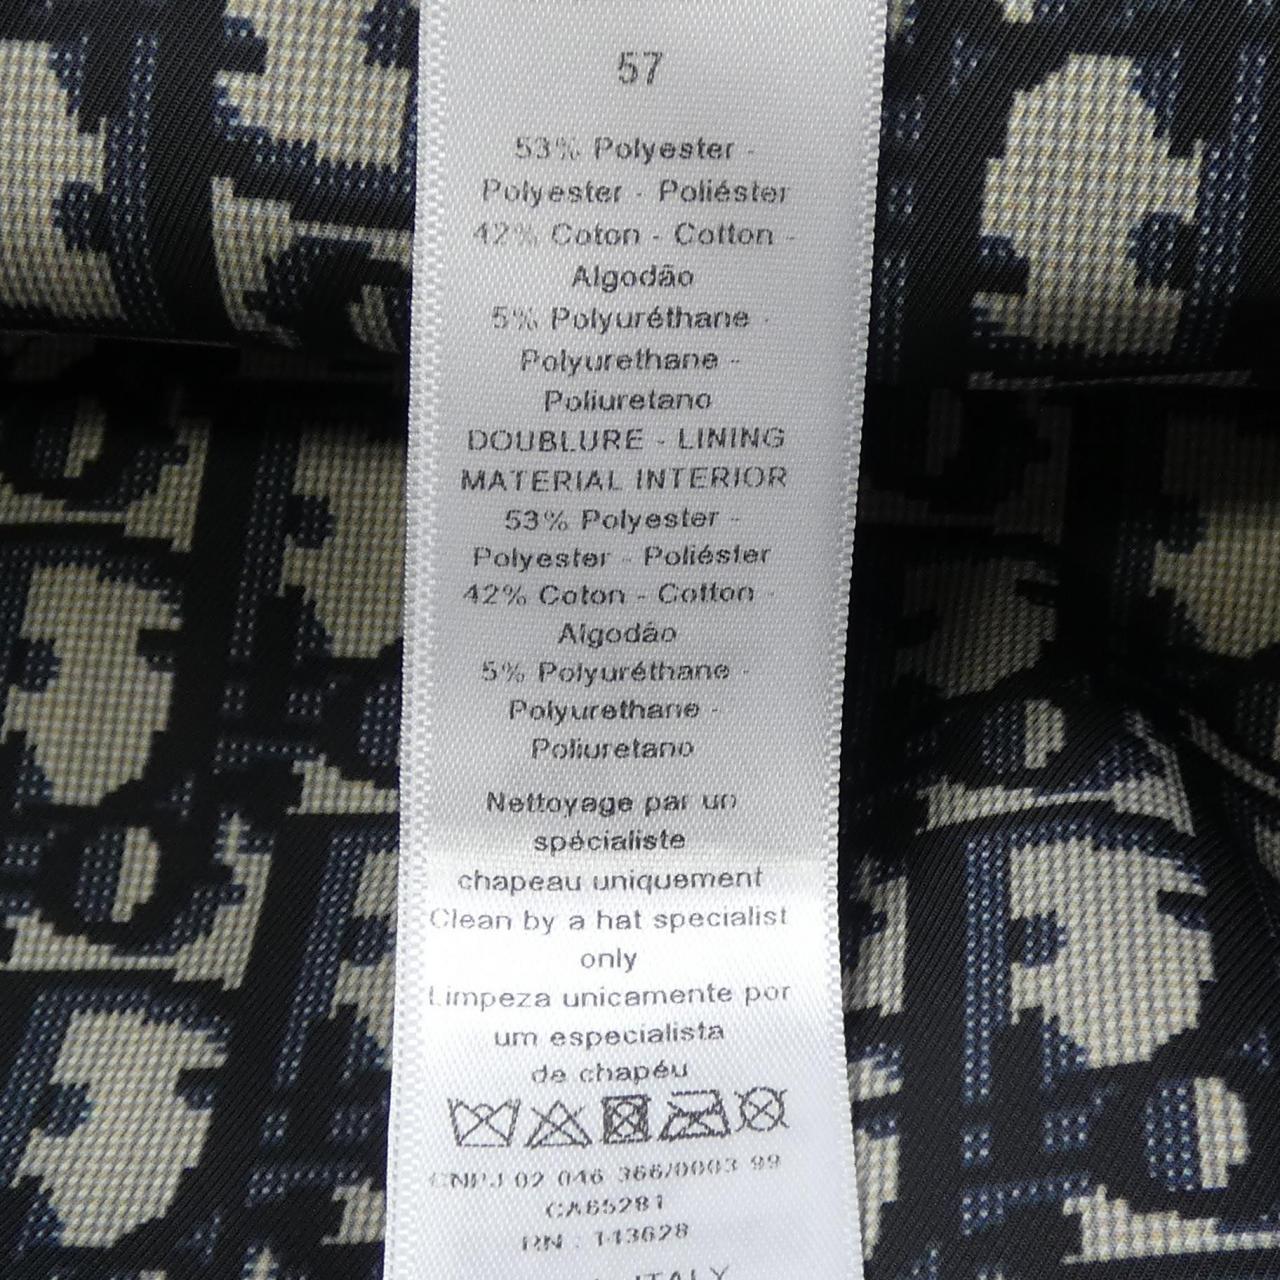 57
53% Polyester -
Polyester - Poliéster
42% Coton - Cotton -
Algodão
5% Polyuréthane -
Polyurethane -
Poliuretano
DOUBLURE - LINING
MATERIAL INTERIOR
53% Polyester -
Polyester - Poliéster
42% Coton - Cotton -
Algodão
5% Polyuréthane -
Polyurethane -
Poliuretano
Nettoyage par un
spécialiste
chapeau uniquement
Clean by a hat specialist
only
Limpeza unicamente por
um especialista
de chapéu
CNPJ 02 046 366/0003 99
CA65281
RN : 143628
ITALY